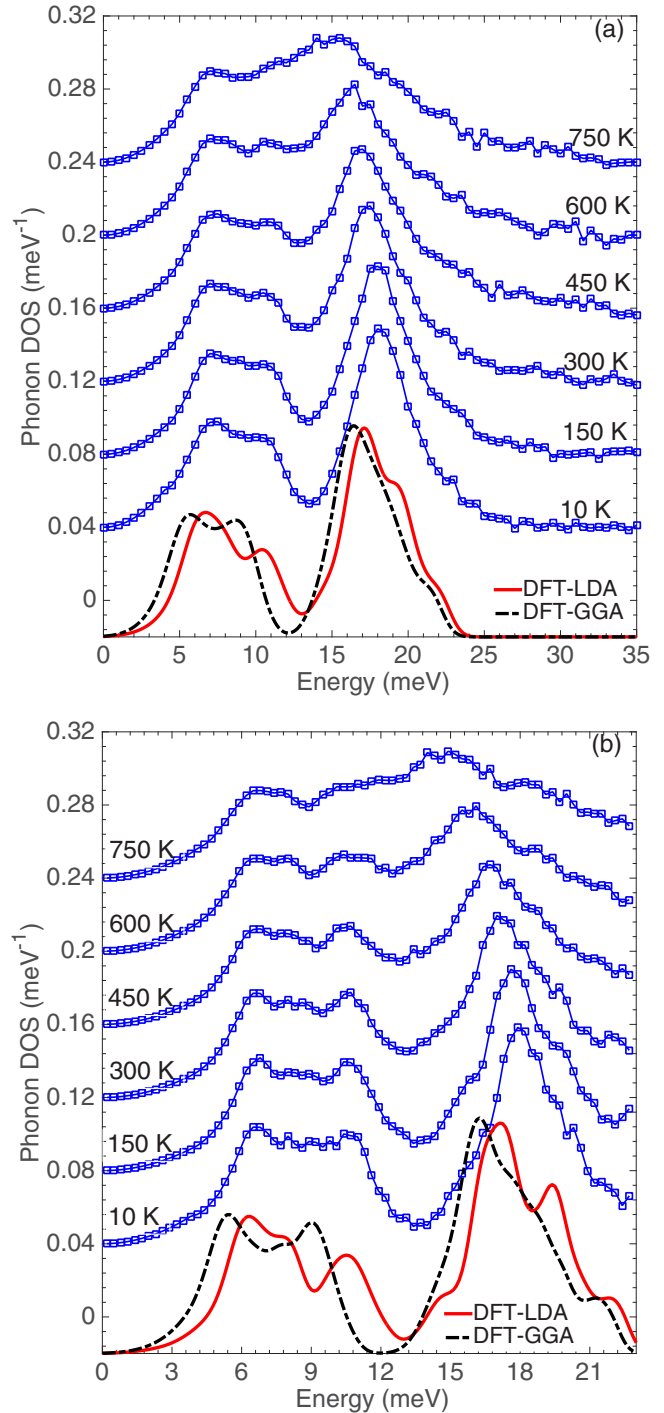 0.32
(a)
0.28
750 K
0.24
600 K
0.2
450 K
0.16
300 K
0.12
150 K
0.08
10 K
0.04
0
DFT-LDA
DFT-GGA
Phonon DOS (meV⁻¹)
0 5 10 15 20 25 30 35
Energy (meV)
0.32
(b)
0.28
750 K
0.24
600 K
0.2
450 K
0.16
300 K
0.12
150 K
0.08
10 K
0.04
0
DFT-LDA
DFT-GGA
Phonon DOS (meV⁻¹)
0 3 6 9 12 15 18 21
Energy (meV)